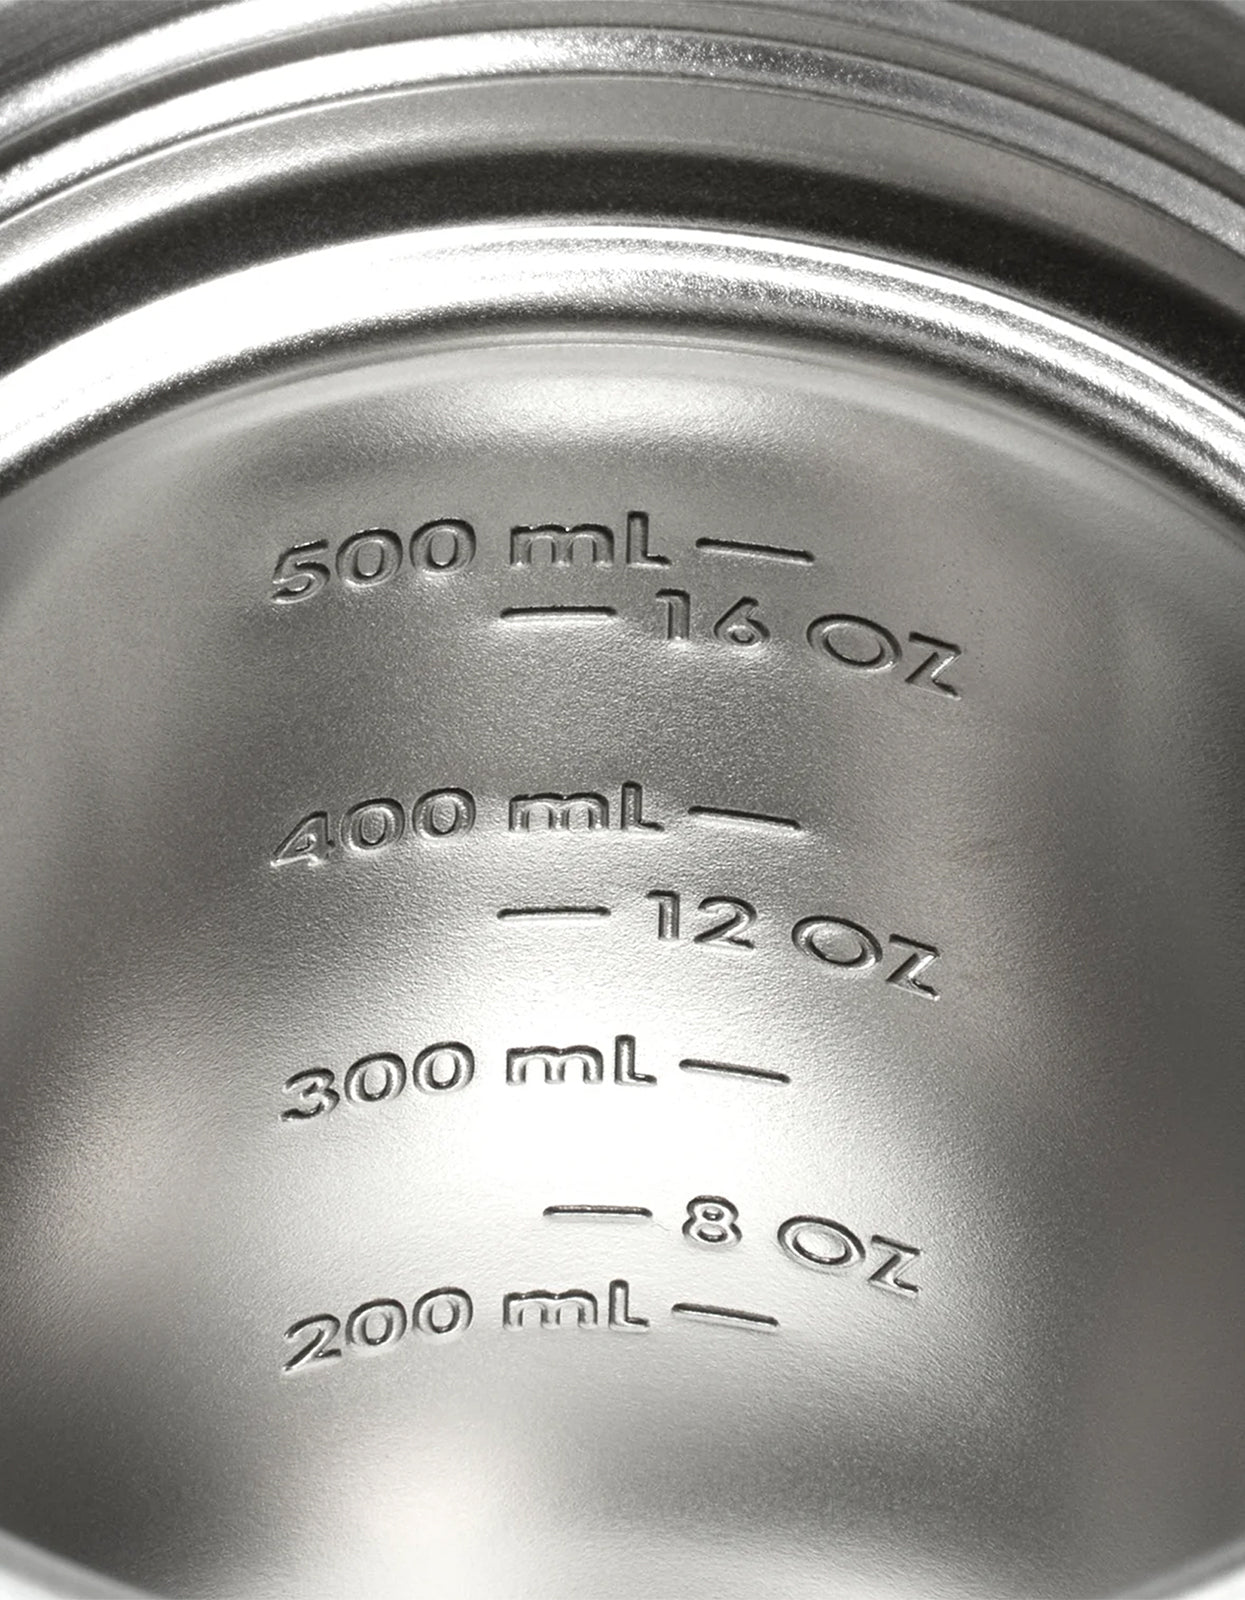 500 mL —
— 16 OZ
400 mL —
— 12 OZ
300 mL —
— 8 OZ
200 mL —